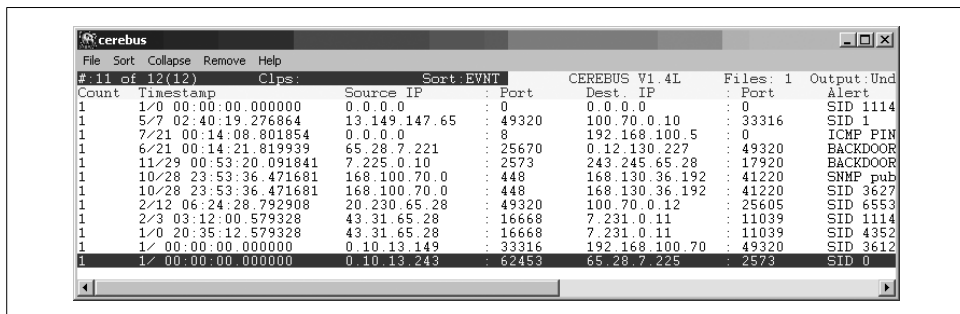 cerebus
File Sort Collapse Remove Help
#:11 of 12(12) Clps: Sort:EVNT CEREBUS V1.4L Files: 1 Output:Und
Count Timestamp Source IP : Port Dest. IP : Port Alert
1 1/0 00:00:00.000000 0.0.0.0 : 0 0.0.0.0 : 0 SID 1114
1 5/7 02:40:19.276864 13.149.147.65 : 49320 100.70.0.10 : 33316 SID 1
1 7/21 00:14:08.801854 0.0.0.0 : 8 192.168.100.5 : 0 ICMP PIN
1 6/21 00:14:21.819939 65.28.7.221 : 25670 0.12.130.227 : 49320 BACKDOOR
1 11/29 00:53:20.091841 7.225.0.10 : 2573 243.245.65.28 : 17920 BACKDOOR
1 10/28 23:53:36.471681 168.100.70.0 : 448 168.130.36.192 : 41220 SNMP pub
1 10/28 23:53:36.471681 168.100.70.0 : 448 168.130.36.192 : 41220 SID 3627
1 2/12 06:24:28.792908 20.230.65.28 : 49320 100.70.0.12 : 25605 SID 6553
1 2/3 03:12:00.579328 43.31.65.28 : 16668 7.231.0.11 : 11039 SID 1114
1 1/0 20:35:12.579328 43.31.65.28 : 16668 7.231.0.11 : 11039 SID 4352
1 1/ 00:00:00.000000 0.10.13.149 : 33316 192.168.100.70 : 49320 SID 3612
1 1/ 00:00:00.000000 0.10.13.243 : 62453 65.28.7.225 : 2573 SID 0